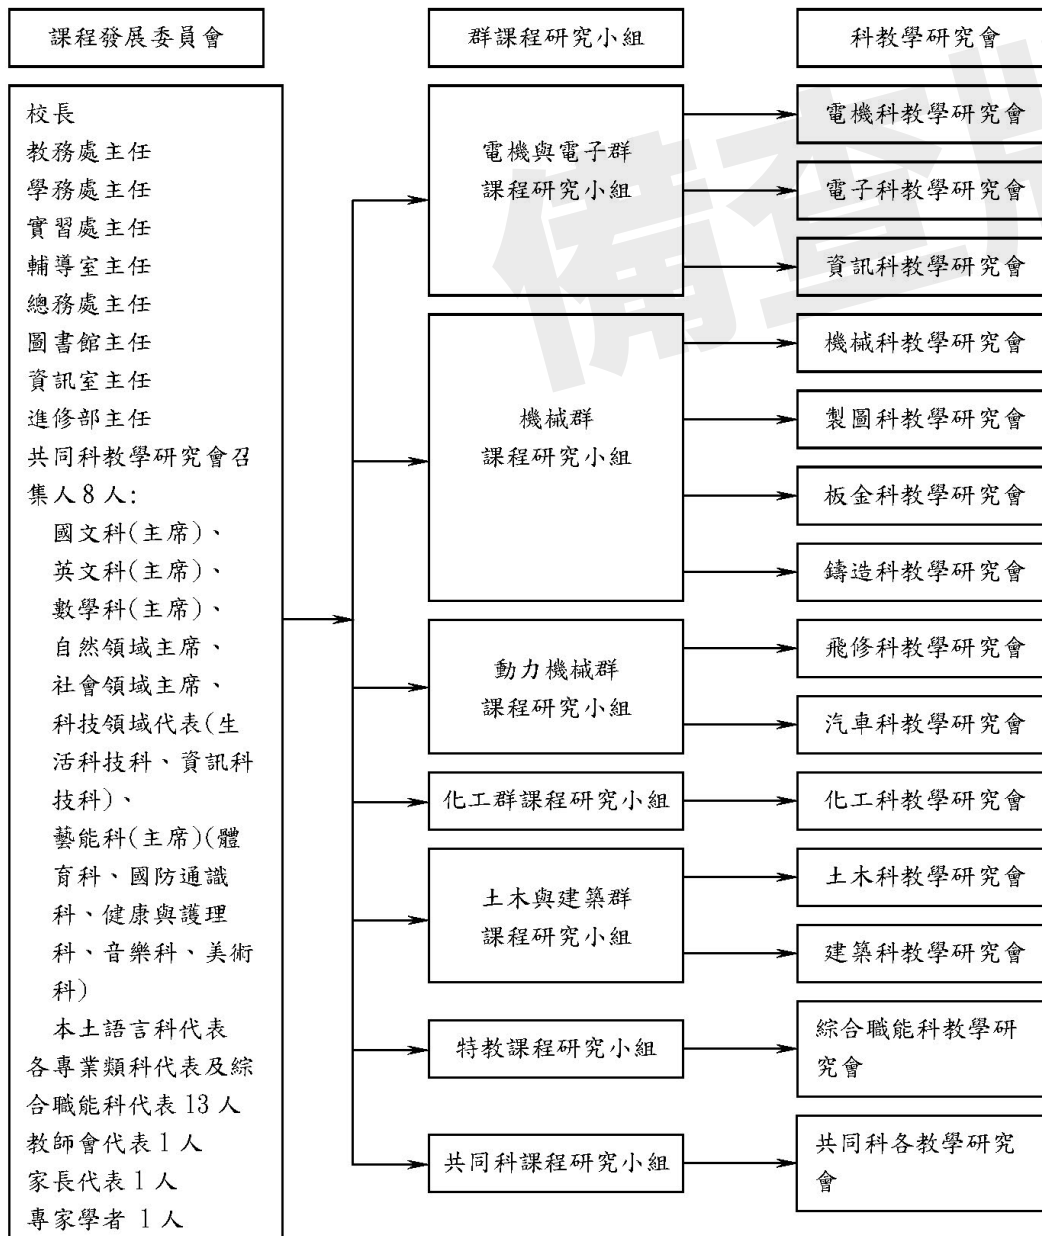 課程發展委員會
群課程研究小組
科教學研究會
校長
教務處主任
學務處主任
實習處主任
輔導室主任
總務處主任
圖書館主任
資訊室主任
進修部主任
共同科教學研究會召
集人8人:
國文科(主席)、
英文科(主席)、
數學科(主席)、
自然領域主席、
社會領域主席、
科技領域代表(生
活科技科、資訊科
技科)、
藝能科(主席)(體
育科、國防通識
科、健康與護理
科、音樂科、美術
科)
本土語言科代表
各專業類科代表及綜
合職能科代表 13 人
教師會代表 1 人
家長代表 1 人
專家學者 1 人
電機與電子群
課程研究小組
機械群
課程研究小組
動力機械群
課程研究小組
化工群課程研究小組
土木與建築群
課程研究小組
特教課程研究小組
共同科課程研究小組
電機科教學研究會
電子科教學研究會
資訊科教學研究會
機械科教學研究會
製圖科教學研究會
板金科教學研究會
鑄造科教學研究會
飛修科教學研究會
汽車科教學研究會
化工科教學研究會
土木科教學研究會
建築科教學研究會
綜合職能科教學研
究會
共同科各教學研究
會
備查